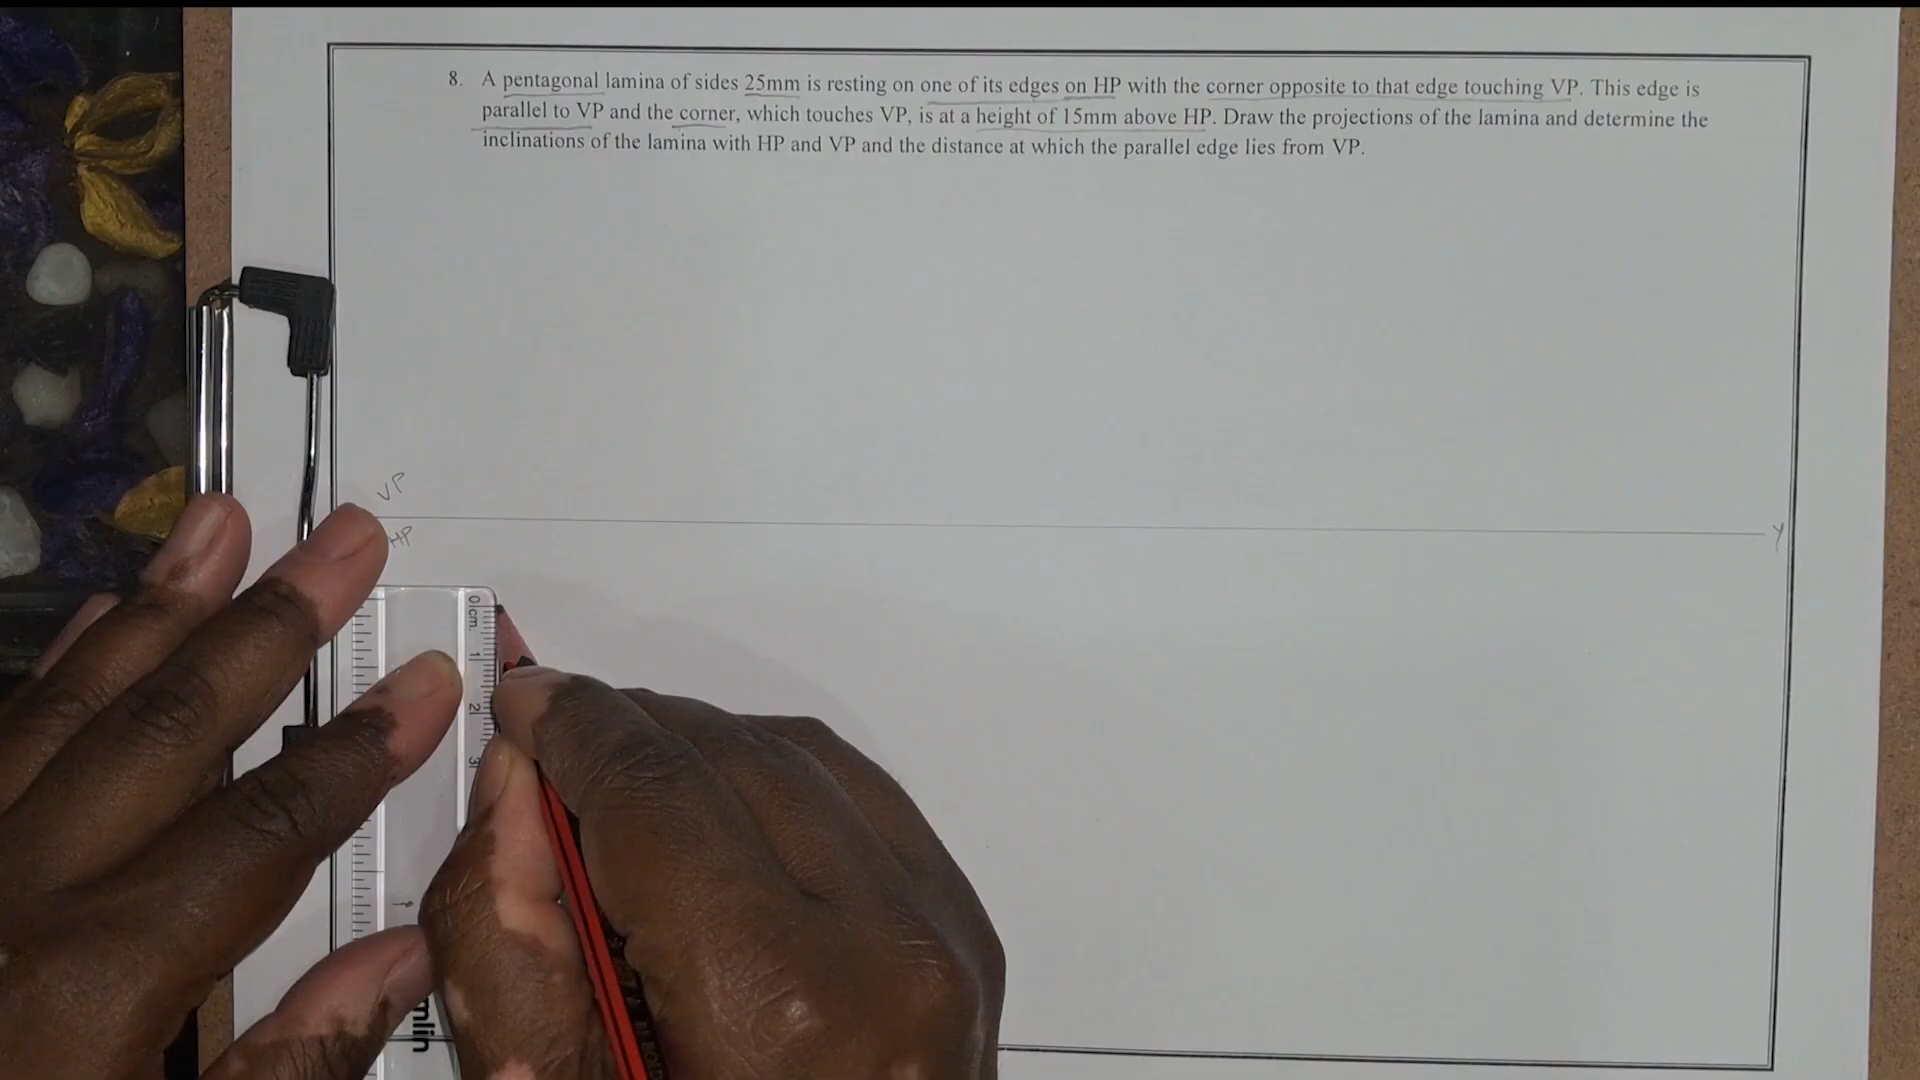 8. A pentagonal lamina of sides 25mm is resting on one of its edges on HP with the corner opposite to that edge touching VP. This edge is
parallel to VP and the corner, which touches VP, is at a height of 15mm above HP. Draw the projections of the lamina and determine the
inclinations of the lamina with HP and VP and the distance at which the parallel edge lies from VP.
VP
HP
Y
0 cm. 1 2 3
mlin